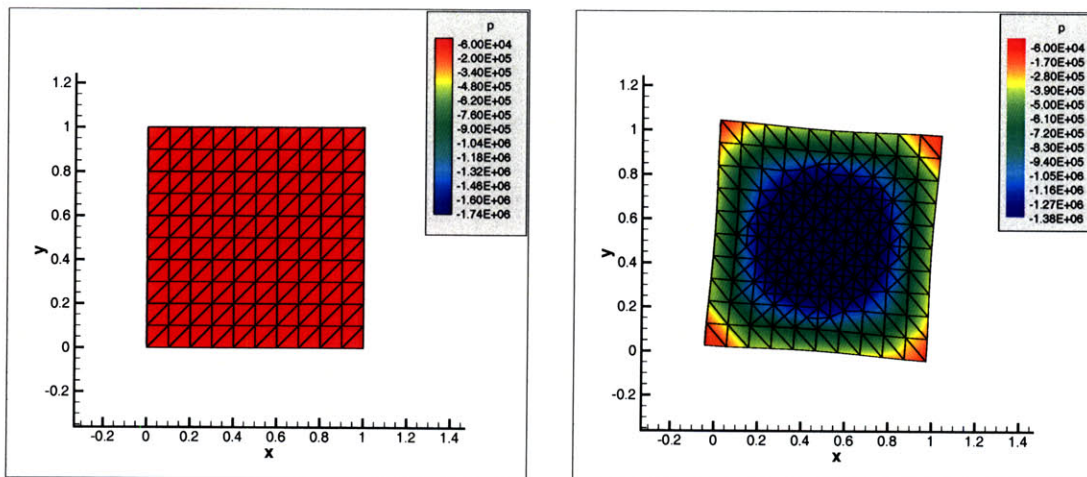 p
-6.00E+04
-2.00E+05
-3.40E+05
-4.80E+05
-6.20E+05
-7.60E+05
-9.00E+05
-1.04E+06
-1.18E+06
-1.32E+06
-1.46E+06
-1.60E+06
-1.74E+06
1.2
1
0.8
0.6
y
0.4
0.2
0
-0.2
-0.2 0 0.2 0.4 0.6 0.8 1 1.2 1.4
x
p
-6.00E+04
-1.70E+05
-2.80E+05
-3.90E+05
-5.00E+05
-6.10E+05
-7.20E+05
-8.30E+05
-9.40E+05
-1.05E+06
-1.16E+06
-1.27E+06
-1.38E+06
1.2
1
0.8
0.6
y
0.4
0.2
0
-0.2
-0.2 0 0.2 0.4 0.6 0.8 1 1.2 1.4
x